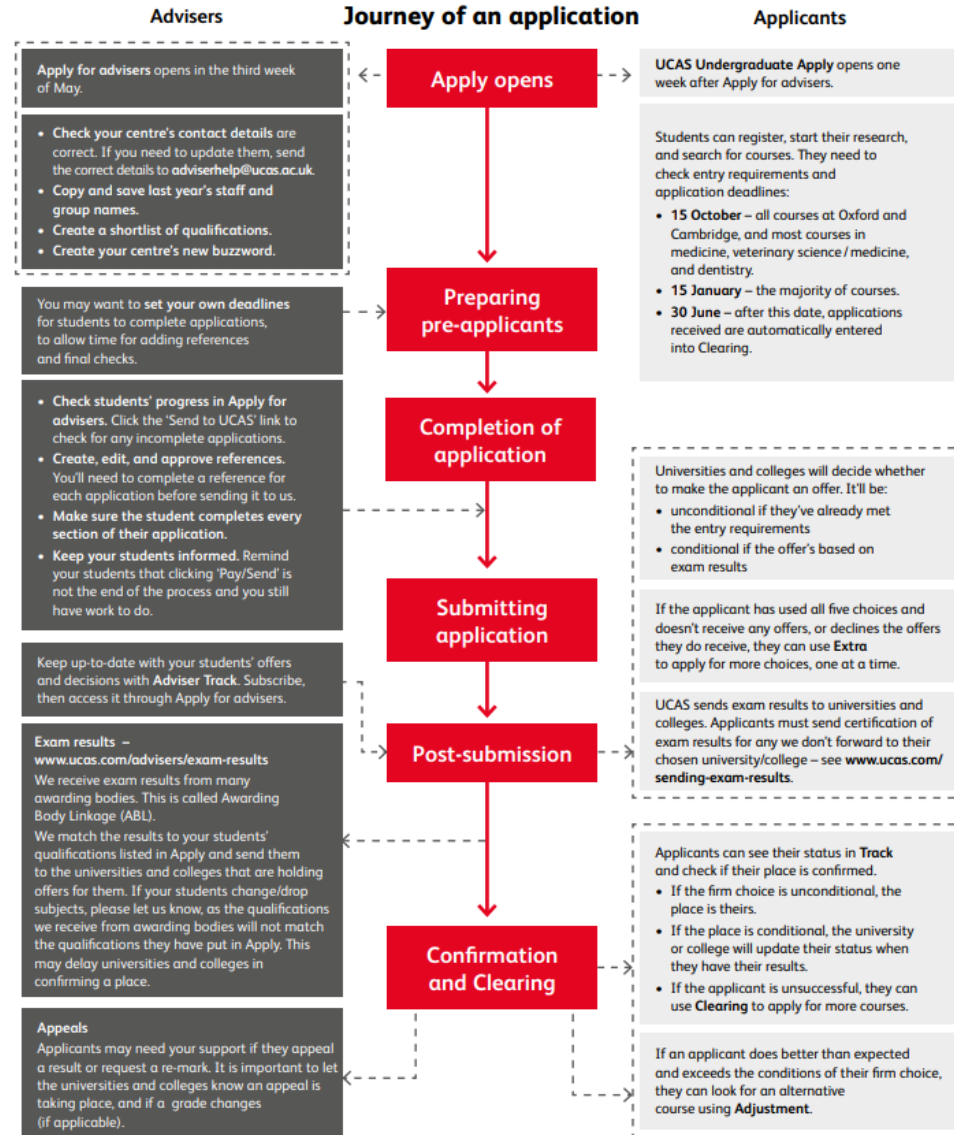 Advisers
Journey of an application
Applicants
Apply for advisers opens in the third week
of May.
• Check your centre's contact details are
correct. If you need to update them, send
the correct details to adviserhelp@ucas.ac.uk.
• Copy and save last year's staff and
group names.
• Create a shortlist of qualifications.
• Create your centre's new buzzword.
You may want to set your own deadlines
for students to complete applications,
to allow time for adding references
and final checks.
• Check students' progress in Apply for
advisers. Click the 'Send to UCAS' link to
check for any incomplete applications.
• Create, edit, and approve references.
You'll need to complete a reference for
each application before sending it to us.
• Make sure the student completes every
section of their application.
• Keep your students informed. Remind
your students that clicking 'Pay/Send' is
not the end of the process and you still
have work to do.
Keep up-to-date with your students' offers
and decisions with Adviser Track. Subscribe,
then access it through Apply for advisers.
Exam results –
www.ucas.com/advisers/exam-results
We receive exam results from many
awarding bodies. This is called Awarding
Body Linkage (ABL).
We match the results to your students'
qualifications listed in Apply and send them
to the universities and colleges that are holding
offers for them. If your students change/drop
subjects, please let us know, as the qualifications
we receive from awarding bodies will not match
the qualifications they have put in Apply. This
may delay universities and colleges in
confirming a place.
Appeals
Applicants may need your support if they appeal
a result or request a re-mark. It is important to let
the universities and colleges know an appeal is
taking place, and if a grade changes
(if applicable).
Apply opens
Preparing
pre-applicants
Completion of
application
Submitting
application
Post-submission
Confirmation
and Clearing
UCAS Undergraduate Apply opens one
week after Apply for advisers.
Students can register, start their research,
and search for courses. They need to
check entry requirements and
application deadlines:
• 15 October – all courses at Oxford and
Cambridge, and most courses in
medicine, veterinary science / medicine,
and dentistry.
• 15 January – the majority of courses.
• 30 June – after this date, applications
received are automatically entered
into Clearing.
Universities and colleges will decide whether
to make the applicant an offer. It'll be:
• unconditional if they've already met
the entry requirements
• conditional if the offer's based on
exam results
If the applicant has used all five choices and
doesn't receive any offers, or declines the offers
they do receive, they can use Extra
to apply for more choices, one at a time.
UCAS sends exam results to universities and
colleges. Applicants must send certification of
exam results for any we don't forward to their
chosen university/college – see www.ucas.com/
sending-exam-results.
Applicants can see their status in Track
and check if their place is confirmed.
• If the firm choice is unconditional, the
place is theirs.
• If the place is conditional, the university
or college will update their status when
they have their results.
• If the applicant is unsuccessful, they can
use Clearing to apply for more courses.
If an applicant does better than expected
and exceeds the conditions of their firm choice,
they can look for an alternative
course using Adjustment.